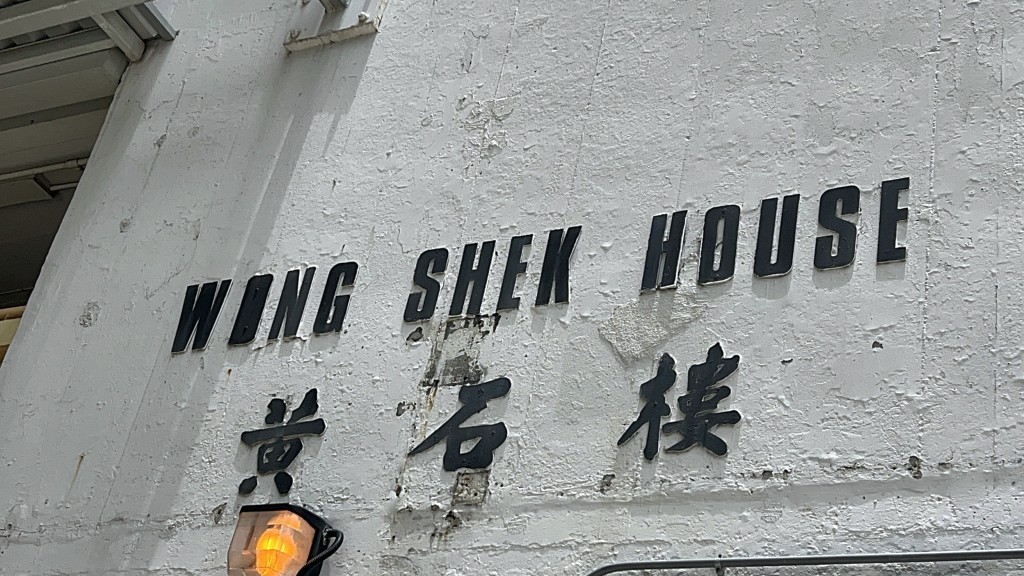 WONG SHEK HOUSE
黃石樓